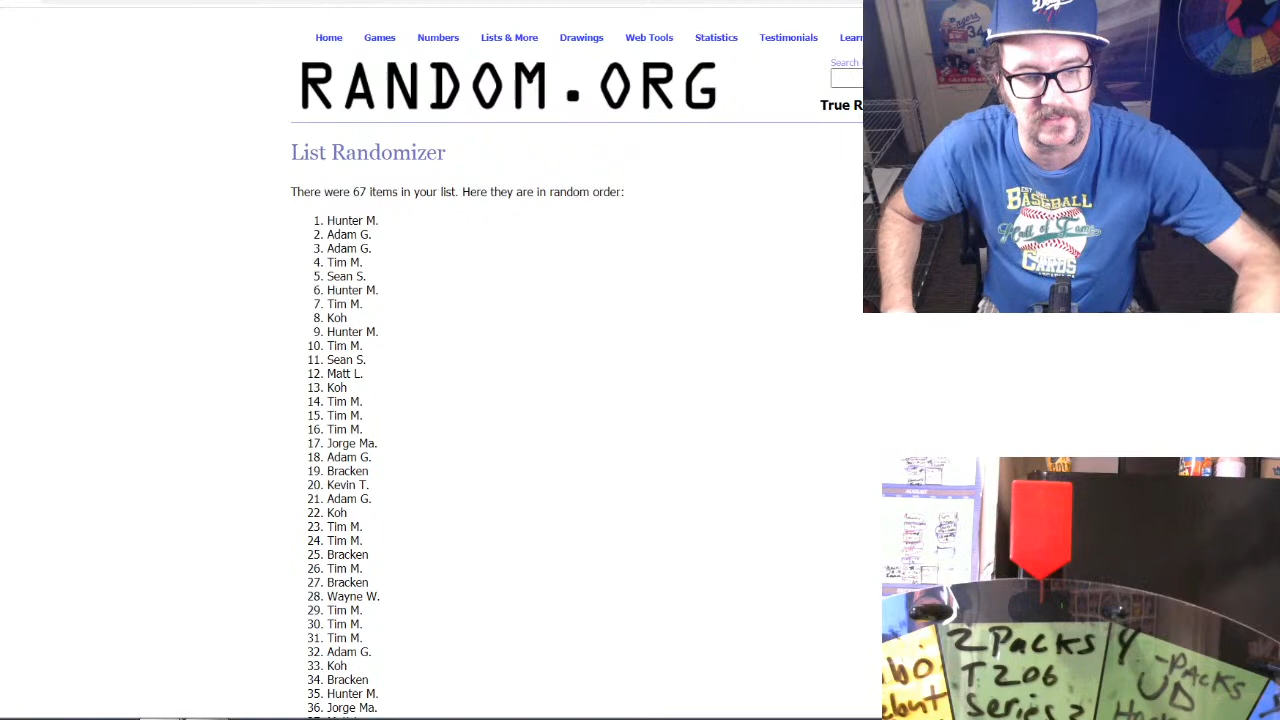 Home Games Numbers Lists & More Drawings Web Tools Statistics Testimonials Learn
RANDOM.ORG
Search
True R
List Randomizer
There were 67 items in your list. Here they are in random order:
1. Hunter M.
2. Adam G.
3. Adam G.
4. Tim M.
5. Sean S.
6. Hunter M.
7. Tim M.
8. Koh
9. Hunter M.
10. Tim M.
11. Sean S.
12. Matt L.
13. Koh
14. Tim M.
15. Tim M.
16. Tim M.
17. Jorge Ma.
18. Adam G.
19. Bracken
20. Kevin T.
21. Adam G.
22. Koh
23. Tim M.
24. Tim M.
25. Bracken
26. Tim M.
27. Bracken
28. Wayne W.
29. Tim M.
30. Tim M.
31. Tim M.
32. Adam G.
33. Koh
34. Bracken
35. Hunter M.
36. Jorge Ma.
34
BASEBALL
Hall of Fame
CARDS
2 Packs
T206
Series 2
4 -PACKS
UD